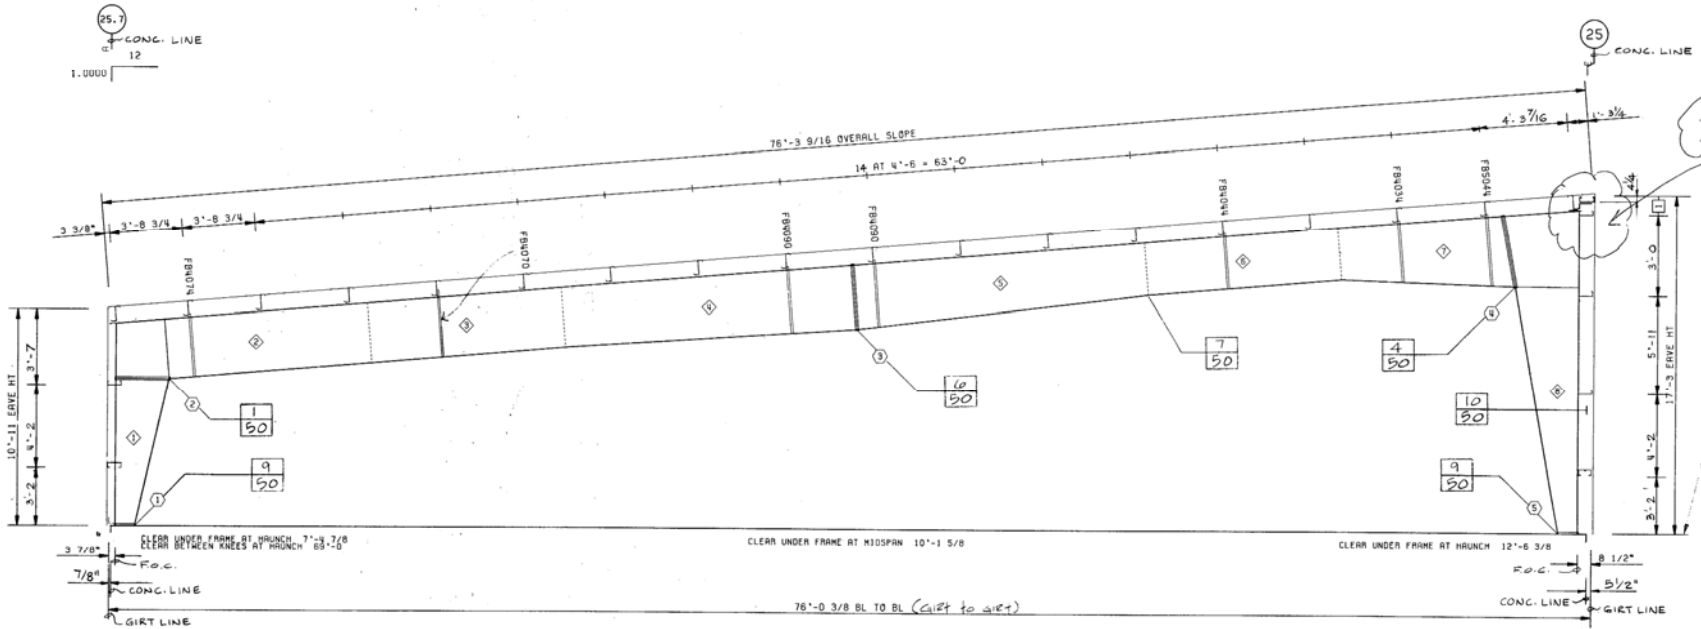 25.7
CONC. LINE
12
1.0000
25
CONC. LINE
76'-3 9/16 OVERALL SLOPE
4'-3 7/16
1'-3 1/4
14 AT 4'-6 = 63'-0
3 3/8"
3'-8 3/4
3'-8 3/4
4 1/4
1
FB4074
FB4070
FB4090
FB4090
FB4044
FB4034
FB5044
10'-11 EAVE HT
3'-7
4'-2
3'-2
17'-3 EAVE HT
3'-0
5'-11
4'-2
3'-2
1
2
3
4
5
6
7
8
1
2
3
4
5
1
50
9
50
6
50
7
50
4
50
10
50
9
50
CLEAR UNDER FRAME AT HAUNCH 7'-4 7/8
CLEAR BETWEEN KNEES AT HAUNCH 69'-0
CLEAR UNDER FRAME AT MIDSPAN 10'-1 5/8
CLEAR UNDER FRAME AT HAUNCH 12'-6 3/8
3 7/8"
F.O.C.
7/8"
CONC. LINE
GIRT LINE
76'-0 3/8 BL TO BL (GIRT to GIRT)
8 1/2"
F.O.C.
5 1/2"
CONC. LINE
GIRT LINE